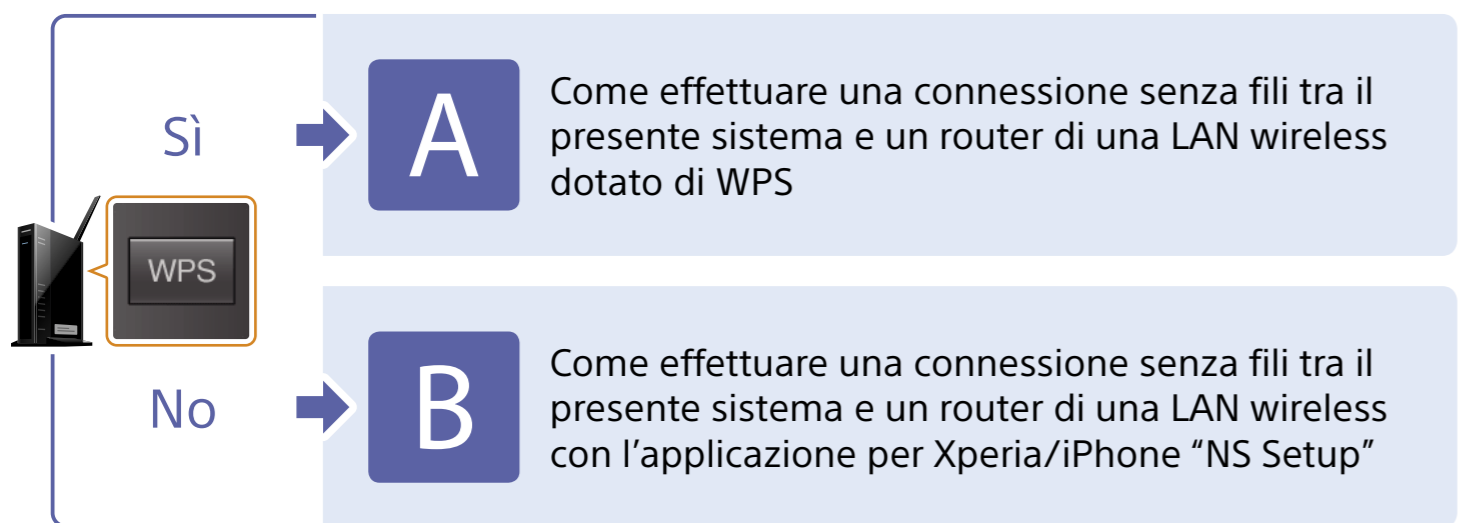 Sì
A
Come effettuare una connessione senza fili tra il
presente sistema e un router di una LAN wireless
dotato di WPS
WPS
No
B
Come effettuare una connessione senza fili tra il
presente sistema e un router di una LAN wireless
con l’applicazione per Xperia/iPhone “NS Setup”